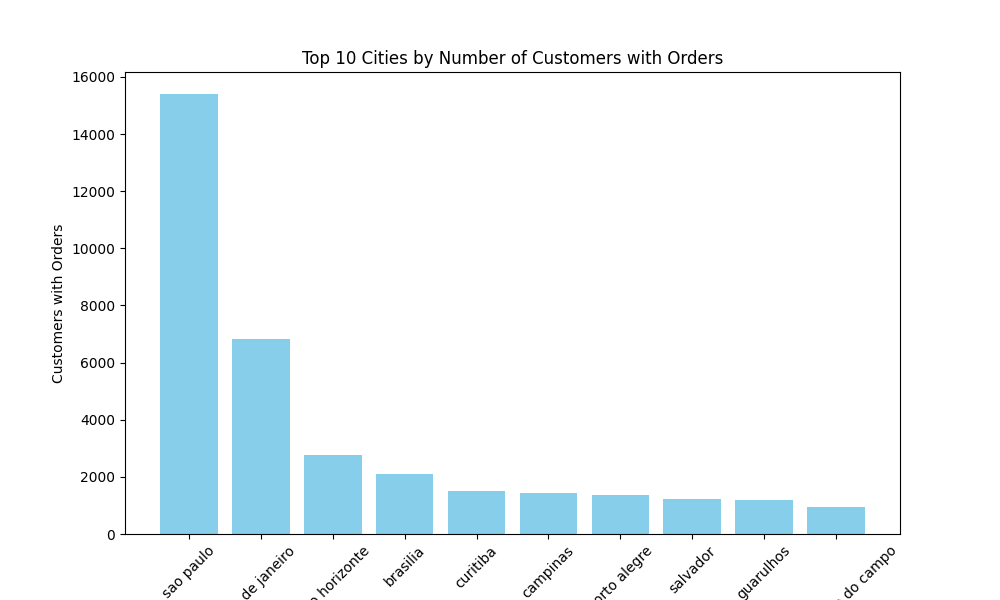 Top 10 Cities by Number of Customers with Orders
Customers with Orders
16000
14000
12000
10000
8000
6000
4000
2000
0
sao paulo
de janeiro
horizonte
brasilia
curitiba
campinas
alegre
salvador
guarulhos
do campo